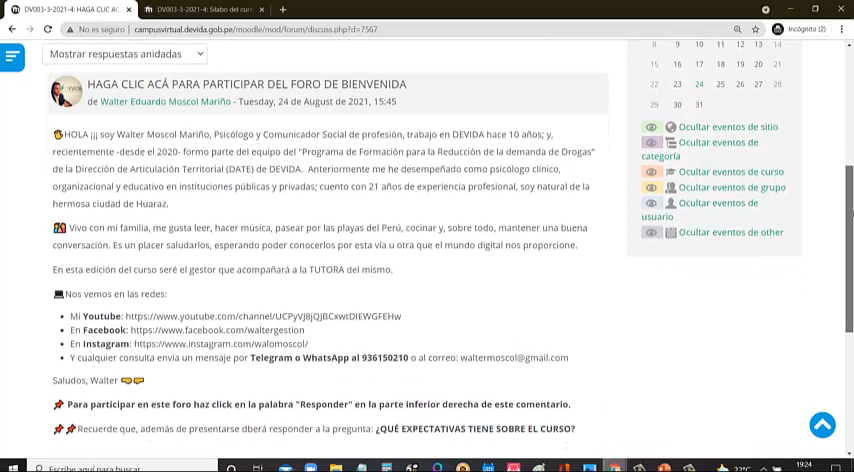 DV003-3-2021-4: HAGA CLIC AC
DV003-3-2021-4: Sílabo del cur
No es seguro | campusvirtual.devida.gob.pe/moodle/mod/forum/discuss.php?d=7567
Incógnito (2)
Mostrar respuestas anidadas
HAGA CLIC ACÁ PARA PARTICIPAR DEL FORO DE BIENVENIDA
de Walter Eduardo Moscol Mariño - Tuesday, 24 de August de 2021, 15:45
HOLA ¡¡¡ soy Walter Moscol Mariño, Psicólogo y Comunicador Social de profesión, trabajo en DEVIDA hace 10 años; y,
recientemente -desde el 2020- formo parte del equipo del "Programa de Formación para la Reducción de la demanda de Drogas"
de la Dirección de Articulación Territorial (DATE) de DEVIDA. Anteriormente me he desempeñado como psicólogo clínico,
organizacional y educativo en instituciones públicas y privadas; cuento con 21 años de experiencia profesional, soy natural de la
hermosa ciudad de Huaraz.
Vivo con mi familia, me gusta leer, hacer música, pasear por las playas del Perú, cocinar y, sobre todo, mantener una buena
conversación. Es un placer saludarlos, esperando poder conocerlos por esta vía u otra que el mundo digital nos proporcione.
En esta edición del curso seré el gestor que acompañará a la TUTORA del mismo.
Nos vemos en las redes:
Mi Youtube: https://www.youtube.com/channel/UCPyVJ8jQJBCxwtDIEWGFEHw
En Facebook: https://www.facebook.com/waltergestion
En Instagram: https://www.instagram.com/walomoscol/
Y cualquier consulta envía un mensaje por Telegram o WhatsApp al 936150210 o al correo: waltermoscol@gmail.com
Saludos, Walter
Para participar en este foro haz click en la palabra "Responder" en la parte inferior derecha de este comentario.
Recuerde que, además de presentarse dberá responder a la pregunta: ¿QUÉ EXPECTATIVAS TIENE SOBRE EL CURSO?
8 9 10 11 12 13 14
15 16 17 18 19 20 21
22 23 24 25 26 27 28
29 30 31
Ocultar eventos de sitio
Ocultar eventos de
categoría
Ocultar eventos de curso
Ocultar eventos de grupo
Ocultar eventos de
usuario
Ocultar eventos de other
Escribe aquí para buscar
22°C
19:24